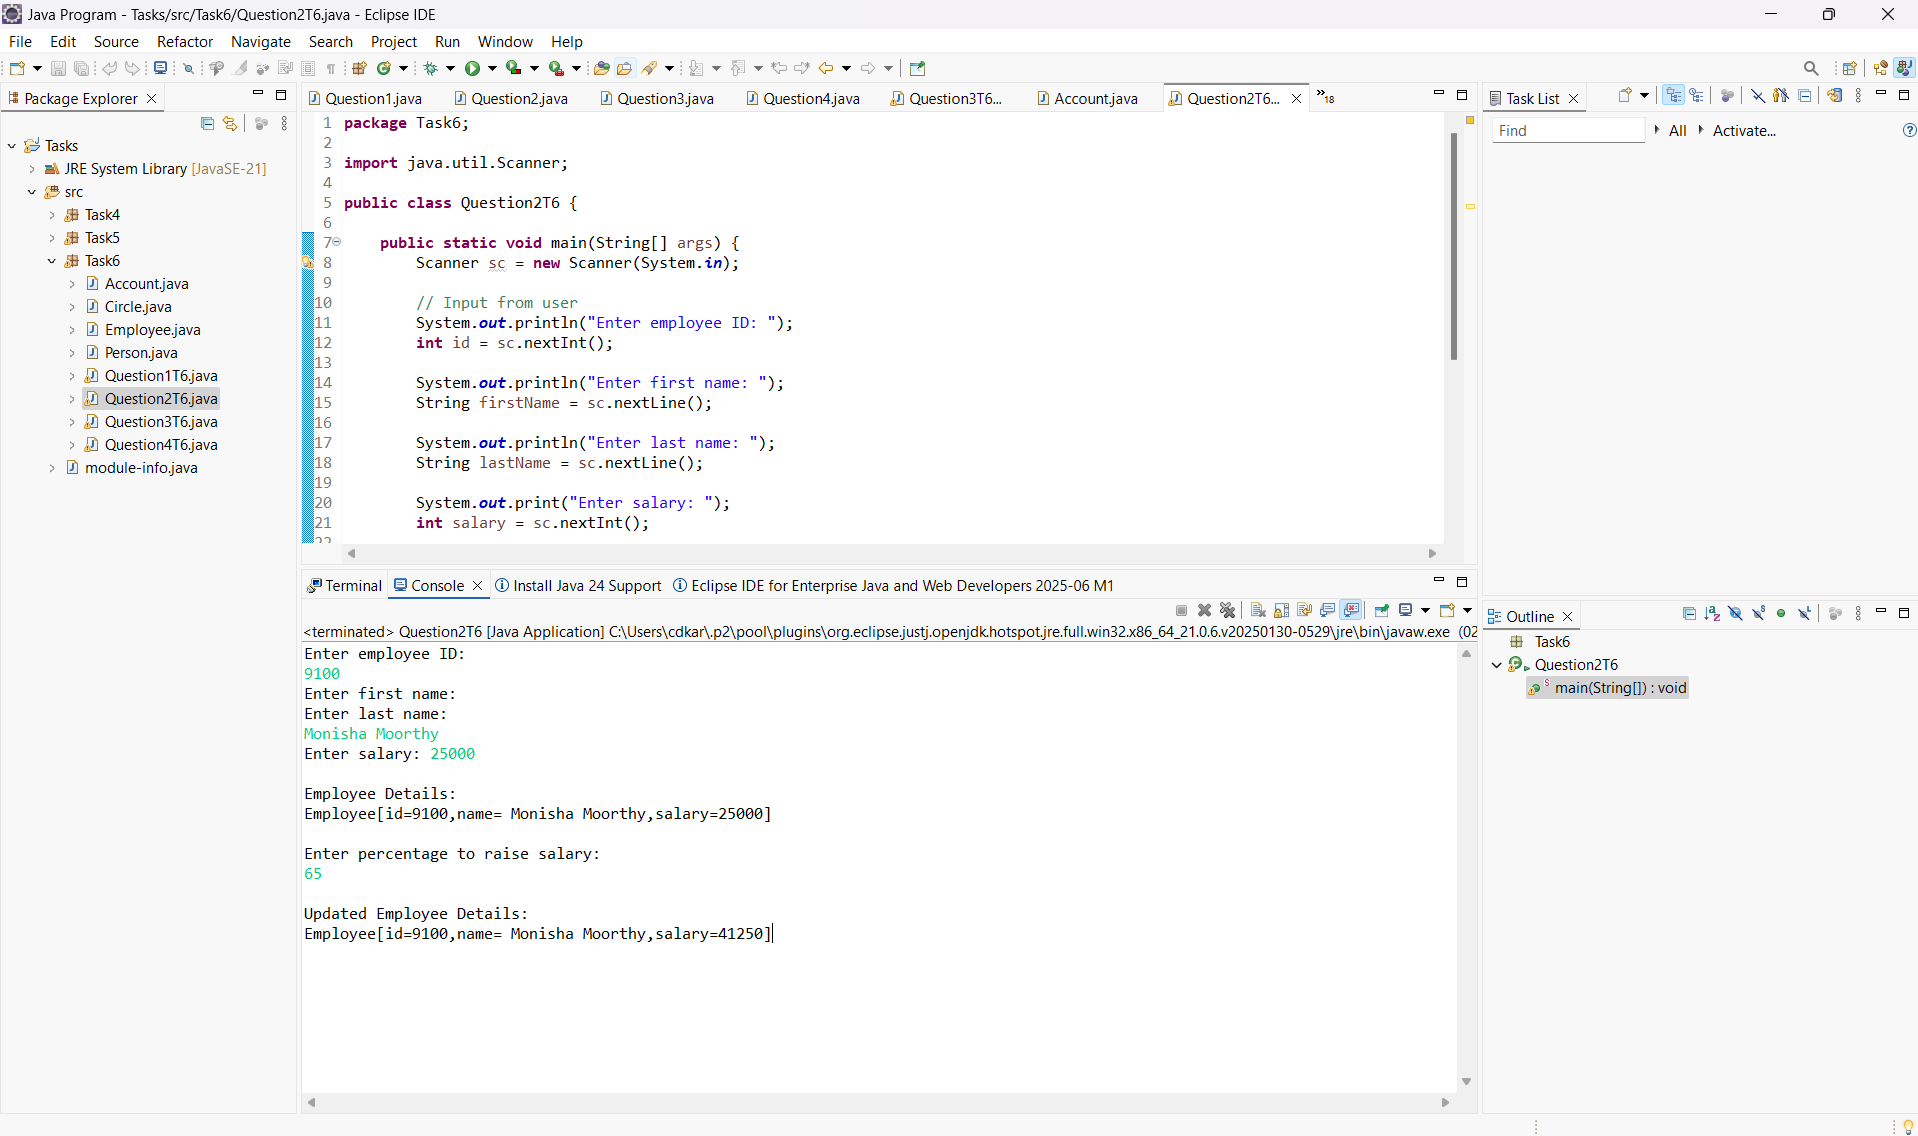 Java Program - Tasks/src/Task6/Question2T6.java - Eclipse IDE
File Edit Source Refactor Navigate Search Project Run Window Help
Package Explorer
Tasks
JRE System Library [JavaSE-21]
src
Task4
Task5
Task6
Account.java
Circle.java
Employee.java
Person.java
Question1T6.java
Question2T6.java
Question3T6.java
Question4T6.java
module-info.java
Question1.java Question2.java Question3.java Question4.java Question3T6... Account.java Question2T6... »18
1 package Task6;
2
3 import java.util.Scanner;
4
5 public class Question2T6 {
6
7 public static void main(String[] args) {
8 Scanner sc = new Scanner(System.in);
9
10 // Input from user
11 System.out.println("Enter employee ID: ");
12 int id = sc.nextInt();
13
14 System.out.println("Enter first name: ");
15 String firstName = sc.nextLine();
16
17 System.out.println("Enter last name: ");
18 String lastName = sc.nextLine();
19
20 System.out.print("Enter salary: ");
21 int salary = sc.nextInt();
22
Terminal Console Install Java 24 Support Eclipse IDE for Enterprise Java and Web Developers 2025-06 M1
<terminated> Question2T6 [Java Application] C:\Users\cdkar\.p2\pool\plugins\org.eclipse.justj.openjdk.hotspot.jre.full.win32.x86_64_21.0.6.v20250130-0529\jre\bin\javaw.exe (02
Enter employee ID:
9100
Enter first name:
Enter last name:
Monisha Moorthy
Enter salary: 25000
Employee Details:
Employee[id=9100,name= Monisha Moorthy,salary=25000]
Enter percentage to raise salary:
65
Updated Employee Details:
Employee[id=9100,name= Monisha Moorthy,salary=41250]
Task List
Find All Activate...
Outline
Task6
Question2T6
main(String[]) : void